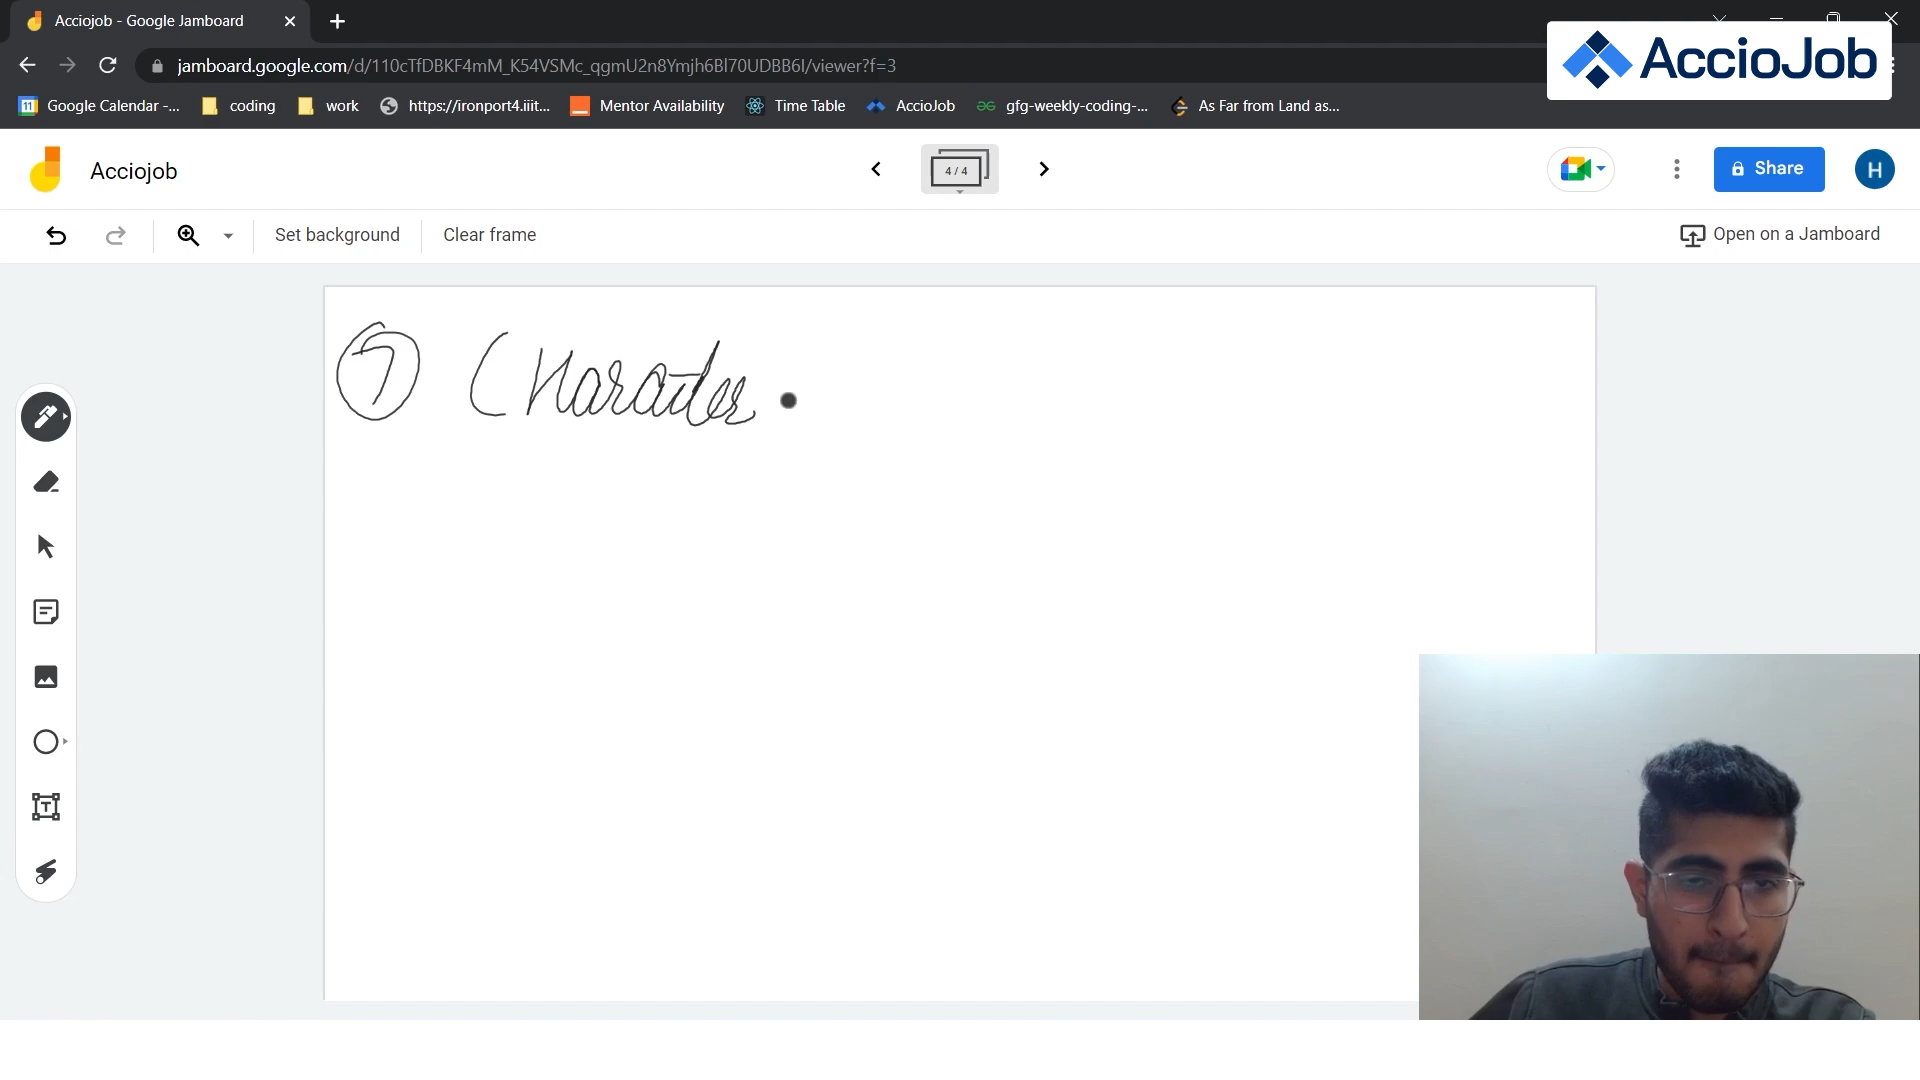 Acciojob - Google Jamboard
jamboard.google.com/d/110cTfDBKF4mM_K54VSMc_qgmU2n8Ymjh6Bl70UDBB6I/viewer?f=3
AccioJob
11 Google Calendar -... coding work https://ironport4.iiit... Mentor Availability Time Table AccioJob gfg-weekly-coding-... As Far from Land as...
Acciojob 4 / 4 Share H
Set background Clear frame Open on a Jamboard
7 Character